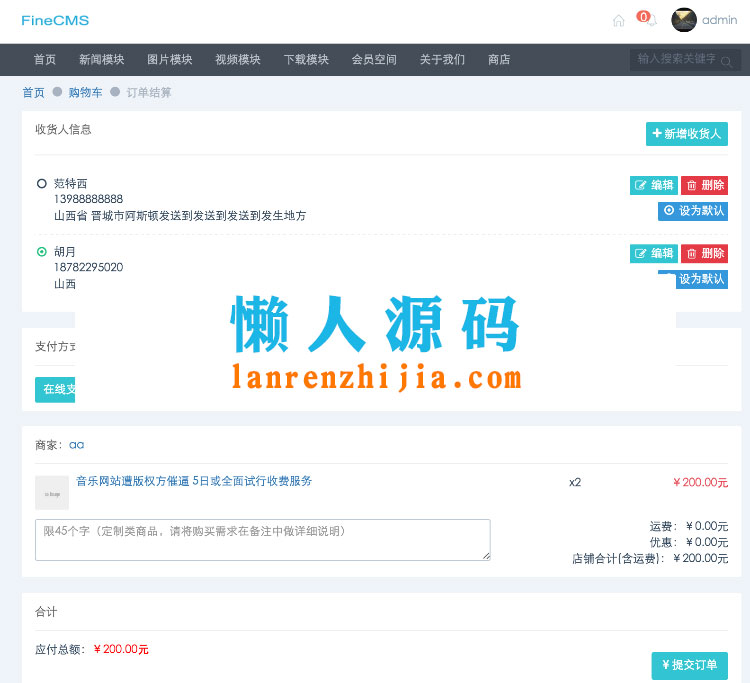 FineCMS
0 admin
首页 新闻模块 图片模块 视频模块 下载模块 会员空间 关于我们 商店 输入搜索关键字
首页 购物车 订单结算
收货人信息 新增收货人
范特西 编辑 删除
13988888888
山西省 晋城市阿斯顿发送到发送到发送到发生地方 设为默认
胡月 编辑 删除
18782295020
山西 设为默认
懒人源码
lanrenzhijia.com
支付方式
在线支
商家： aa
音乐网站遭版权方催逼 5日或全面试行收费服务 x2 ￥200.00元
限45个字（定制类商品，请将购买需求在备注中做详细说明）
运费：￥0.00元
优惠：￥0.00元
店铺合计(含运费)：￥200.00元
合计
应付总额：￥200.00元
¥ 提交订单